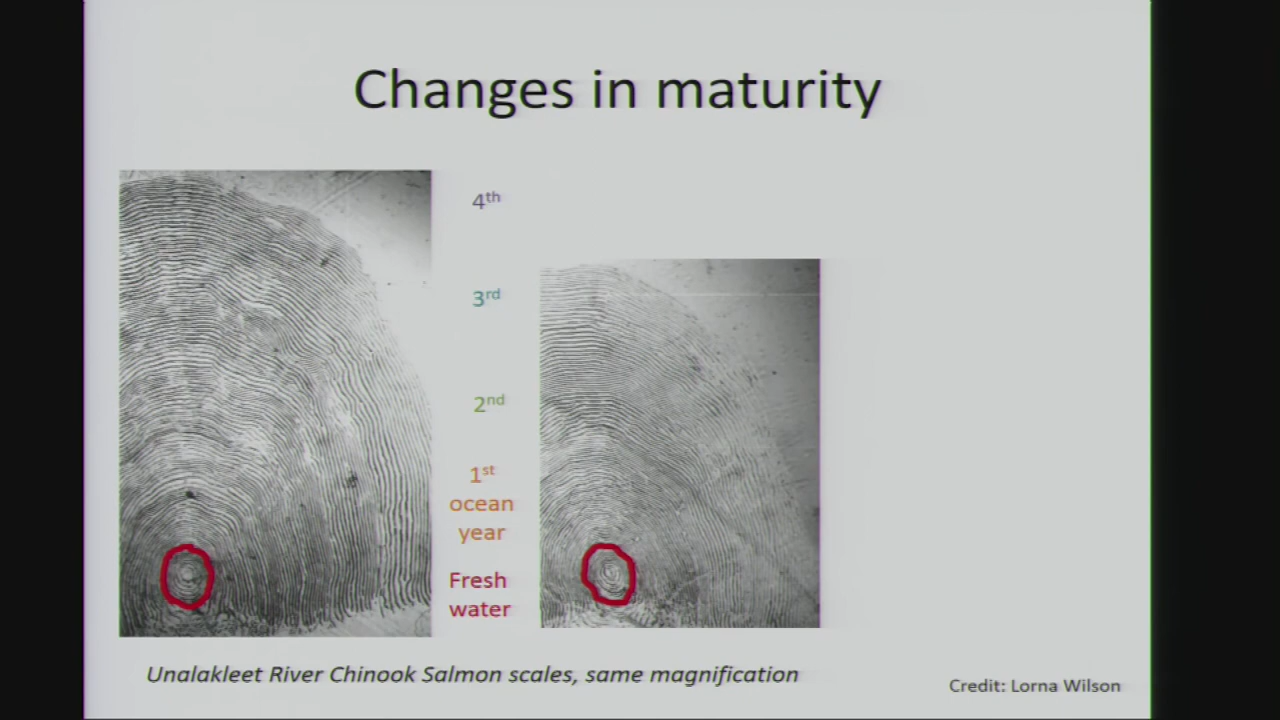 Changes in maturity
4th
3rd
2nd
1st
ocean
year
Fresh
water
Unalakleet River Chinook Salmon scales, same magnification
Credit: Lorna Wilson